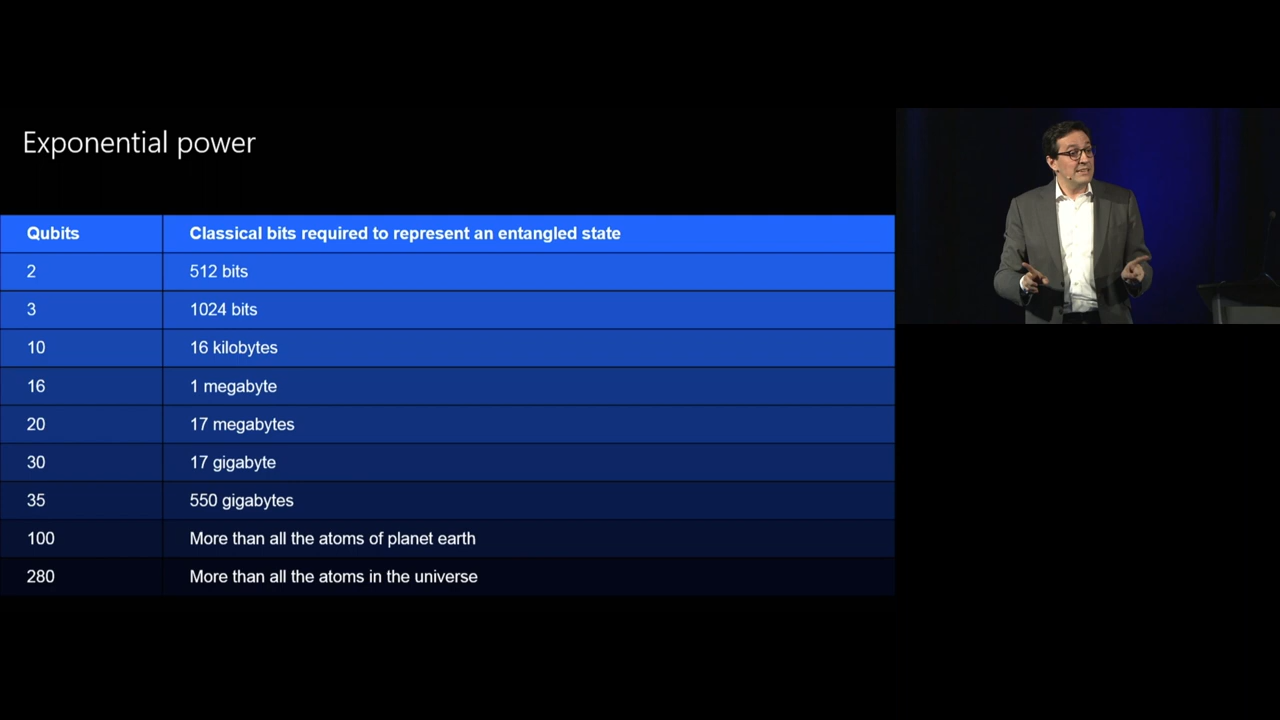 Exponential power
Qubits Classical bits required to represent an entangled state
2 512 bits
3 1024 bits
10 16 kilobytes
16 1 megabyte
20 17 megabytes
30 17 gigabyte
35 550 gigabytes
100 More than all the atoms of planet earth
280 More than all the atoms in the universe